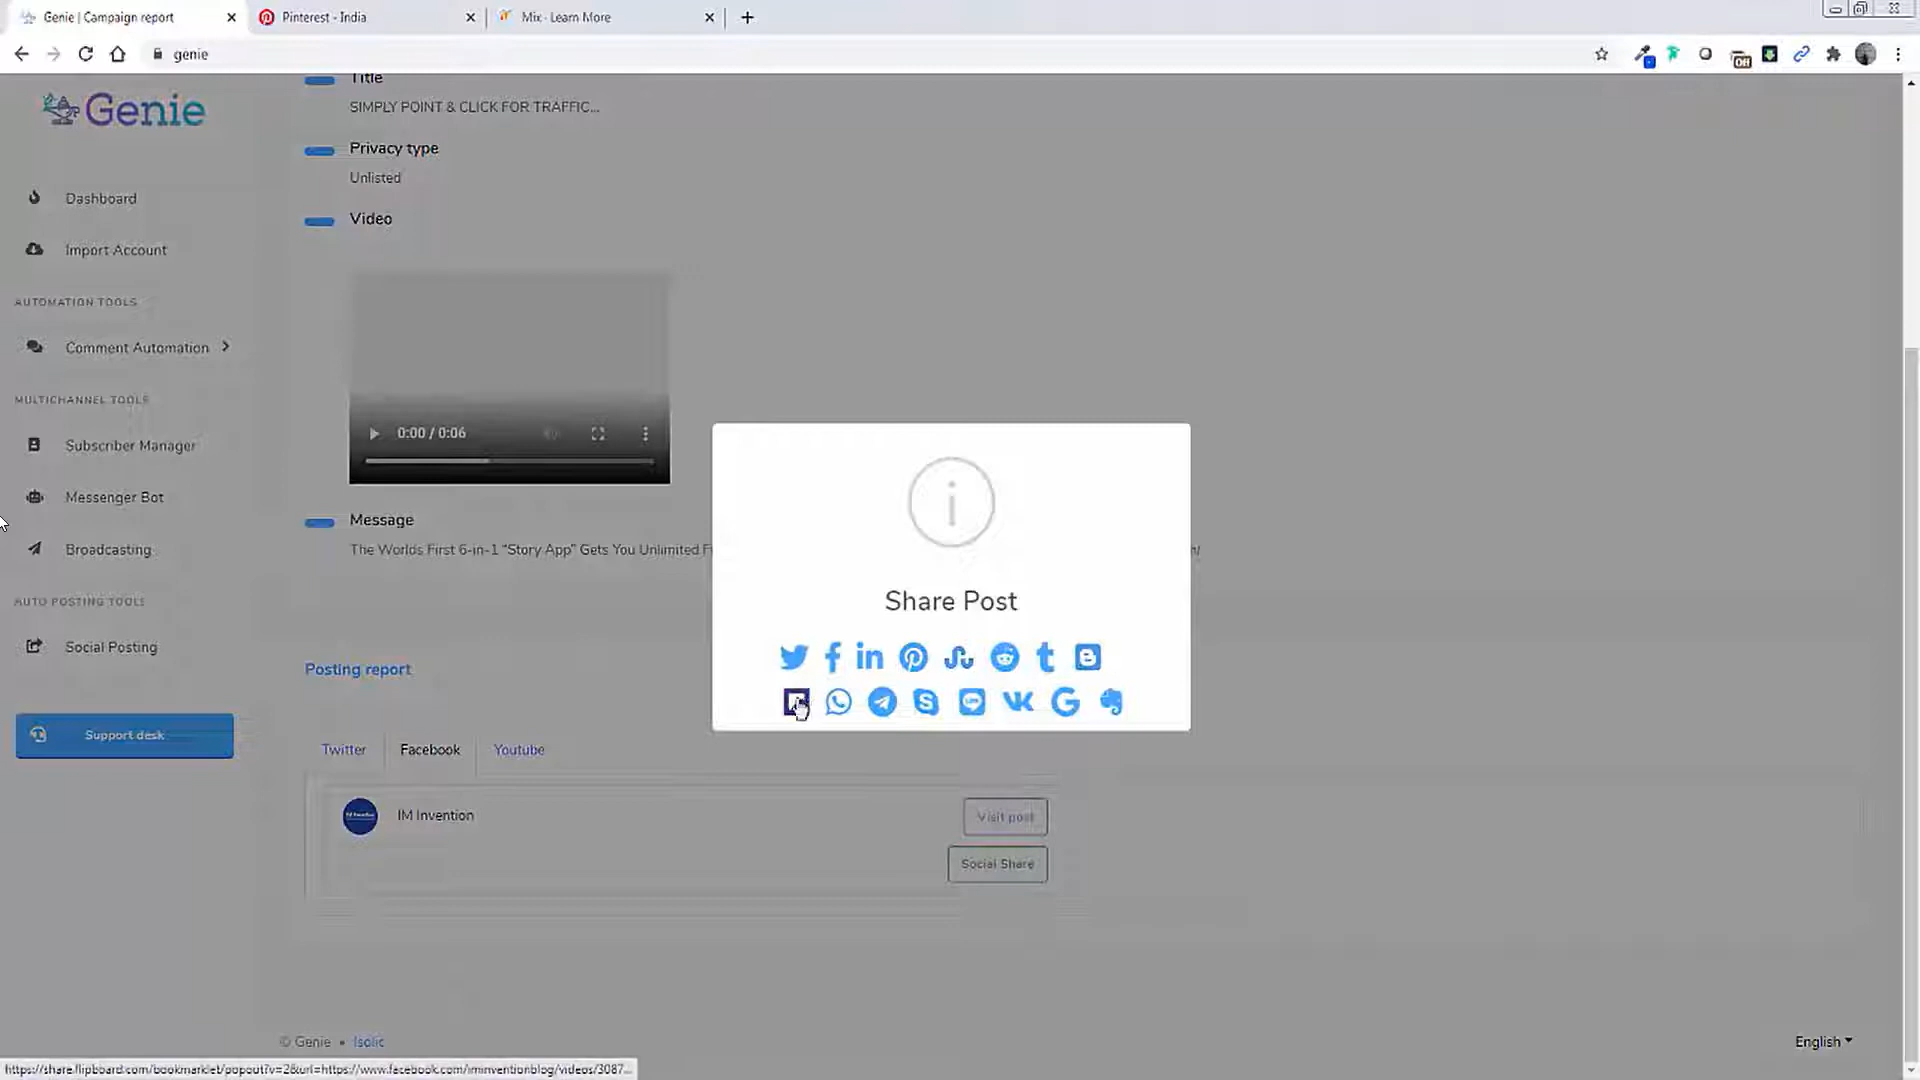 Genie | Campaign report
Pinterest - India
Mix - Learn More
genie
Off
Genie
Title
SIMPLY POINT & CLICK FOR TRAFFIC...
Privacy type
Unlisted
Dashboard
Video
Import Account
AUTOMATION TOOLS
Comment Automation
MULTICHANNEL TOOLS
0:00 / 0:06
Subscriber Manager
Messenger Bot
Message
Broadcasting
The Worlds First 6-in-1 "Story App" Gets You Unlimited
AUTO POSTING TOOLS
Share Post
Social Posting
Posting report
Support desk
Twitter
Facebook
Youtube
IM Invention
Visit post
Social Share
© Genie • Isolic
English
https://share.flipboard.com/bookmarklet/popout?v=2&url=https://www.facebook.com/iminventionblog/videos/3087...